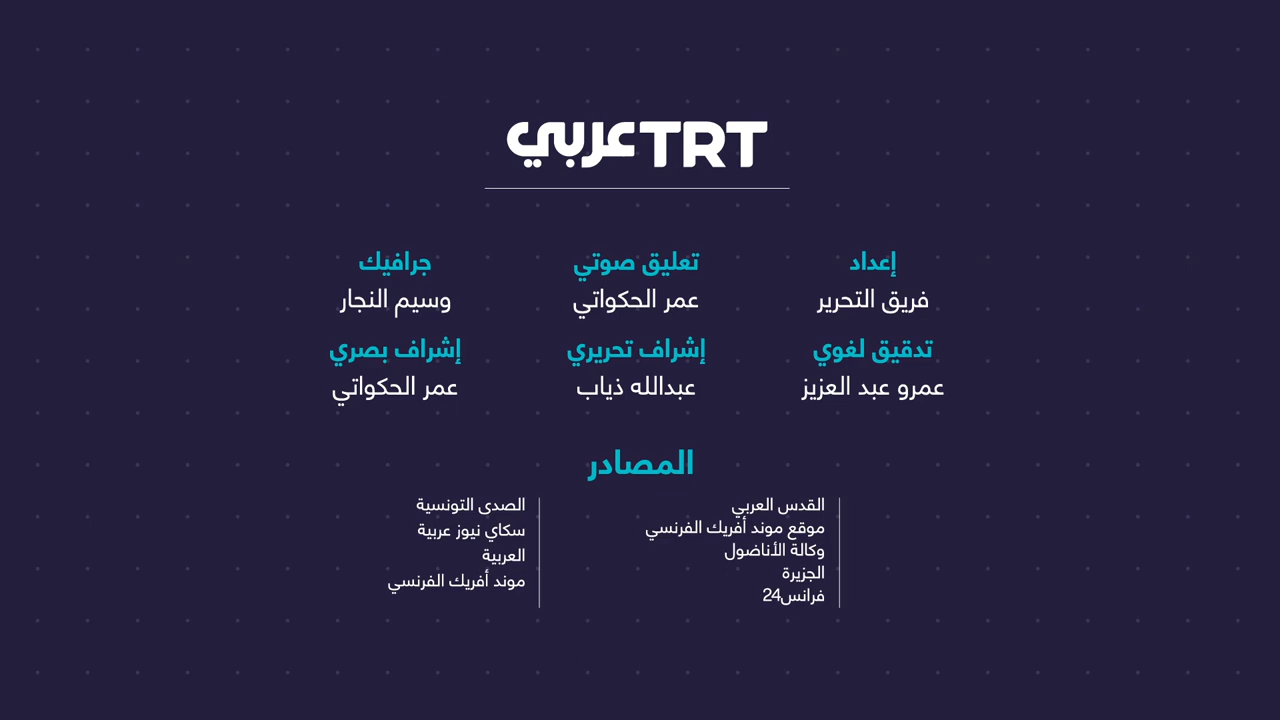 TRT عربي
إعداد
فريق التحرير
تعليق صوتي
عمر الحكواتي
جرافيك
وسيم النجار
تدقيق لغوي
عمرو عبد العزيز
إشراف تحريري
عبدالله ذياب
إشراف بصري
عمر الحكواتي
المصادر
القدس العربي
موقع موند أفريك الفرنسي
وكالة الأناضول
الجزيرة
فرانس24
الصدى التونسية
سكاي نيوز عربية
العربية
موند أفريك الفرنسي